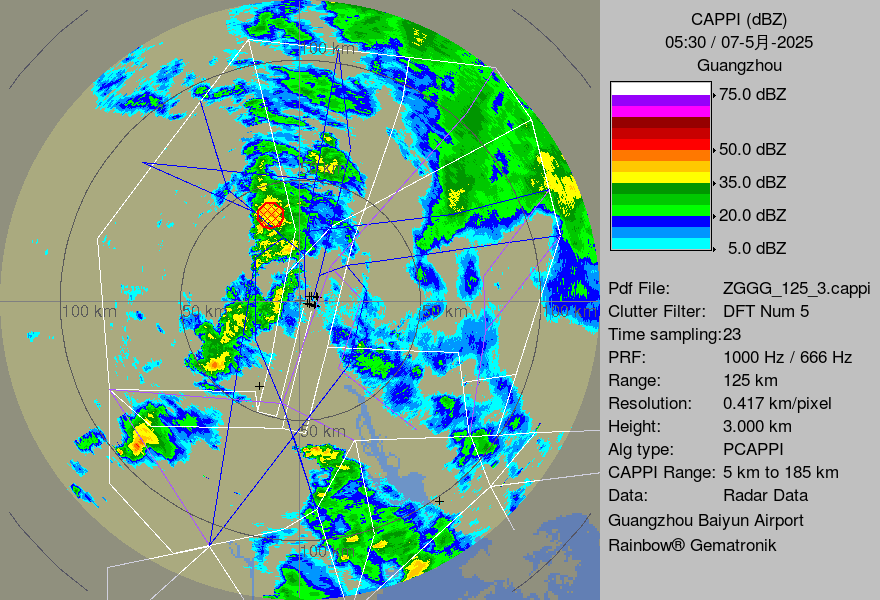 CAPPI (dBZ)
05:30 / 07-5月-2025
Guangzhou
75.0 dBZ
50.0 dBZ
35.0 dBZ
20.0 dBZ
5.0 dBZ
Pdf File: ZGGG_125_3.cappi
Clutter Filter: DFT Num 5
Time sampling:23
PRF: 1000 Hz / 666 Hz
Range: 125 km
Resolution: 0.417 km/pixel
Height: 3.000 km
Alg type: PCAPPI
CAPPI Range: 5 km to 185 km
Data: Radar Data
Guangzhou Baiyun Airport
Rainbow® Gematronik
100 km
100 km
50 km
50 km
100 km
50 km
100 km